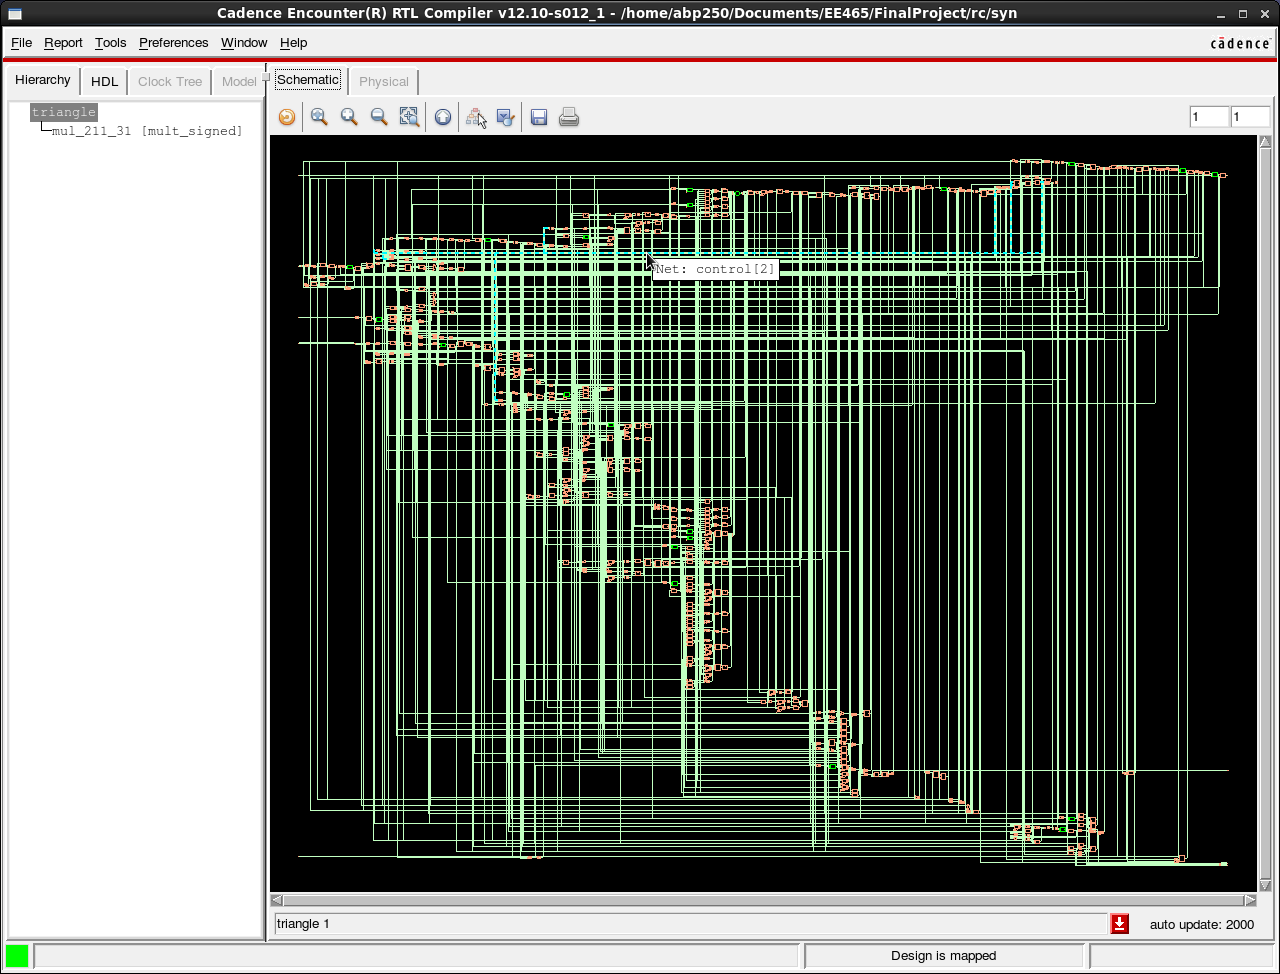 Cadence Encounter(R) RTL Compiler v12.10-s012_1 - /home/abp250/Documents/EE465/FinalProject/rc/syn
File Report Tools Preferences Window Help
cādence
Hierarchy HDL Clock Tree Model
Schematic Physical
1 1
triangle
mul_211_31 [mult_signed]
Net: control[2]
triangle 1
auto update: 2000
Design is mapped